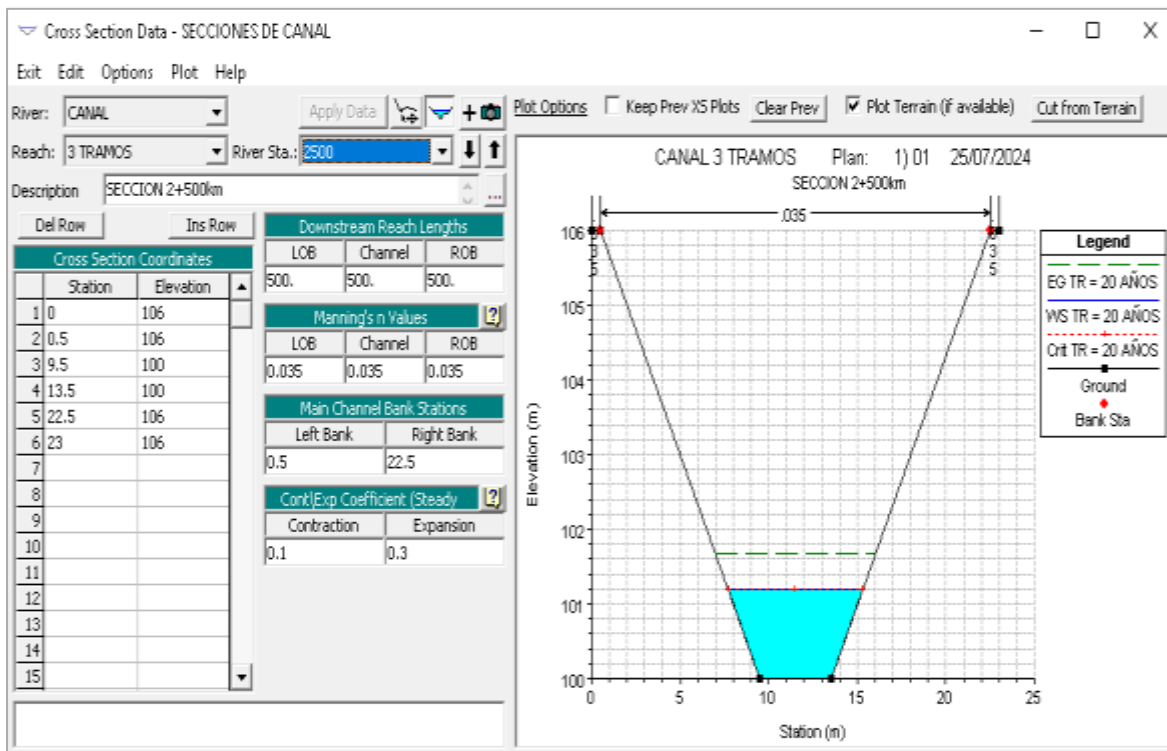 Cross Section Data - SECCIONES DE CANAL
Exit Edit Options Plot Help
River: CANAL Apply Data + Plot Options Keep Prev XS Plots Clear Prev Plot Terrain (if available) Cut from Terrain
Reach: 3 TRAMOS River Sta.: 2500
Description SECCION 2+500km ...
Del Row Ins Row
Cross Section Coordinates
Station Elevation
1 0 106
2 0.5 106
3 9.5 100
4 13.5 100
5 22.5 106
6 23 106
7
8
9
10
11
12
13
14
15
Downstream Reach Lengths
LOB Channel ROB
500. 500. 500.
Manning's n Values ?
LOB Channel ROB
0.035 0.035 0.035
Main Channel Bank Stations
Left Bank Right Bank
0.5 22.5
Cont\Exp Coefficient (Steady ?
Contraction Expansion
0.1 0.3
CANAL 3 TRAMOS Plan: 1) 01 25/07/2024
SECCION 2+500km
.035
106
105
104
103
102
101
100
0 5 10 15 20 25
Elevation (m)
Station (m)
Legend
EG TR = 20 AÑOS
WS TR = 20 AÑOS
Crit TR = 20 AÑOS
Ground
Bank Sta